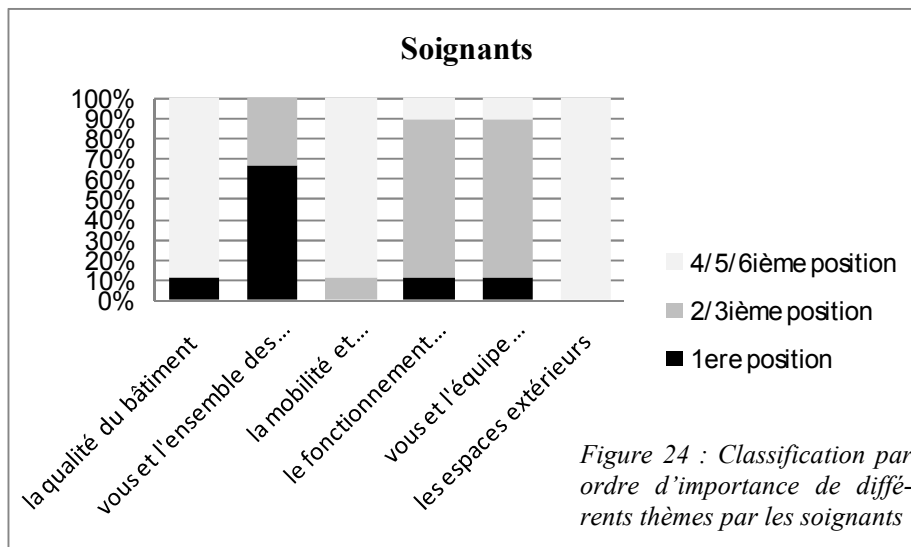 Soignants
100%
90%
80%
70%
60%
50%
40%
30%
20%
10%
0%
la qualité du bâtiment
vous et l'ensemble des...
la mobilité et...
le fonctionnement...
vous et l'équipe...
les espaces extérieurs
4/5/6ième position
2/3ième position
1ere position
Figure 24 : Classification par
ordre d’importance de diffé-
rents thèmes par les soignants